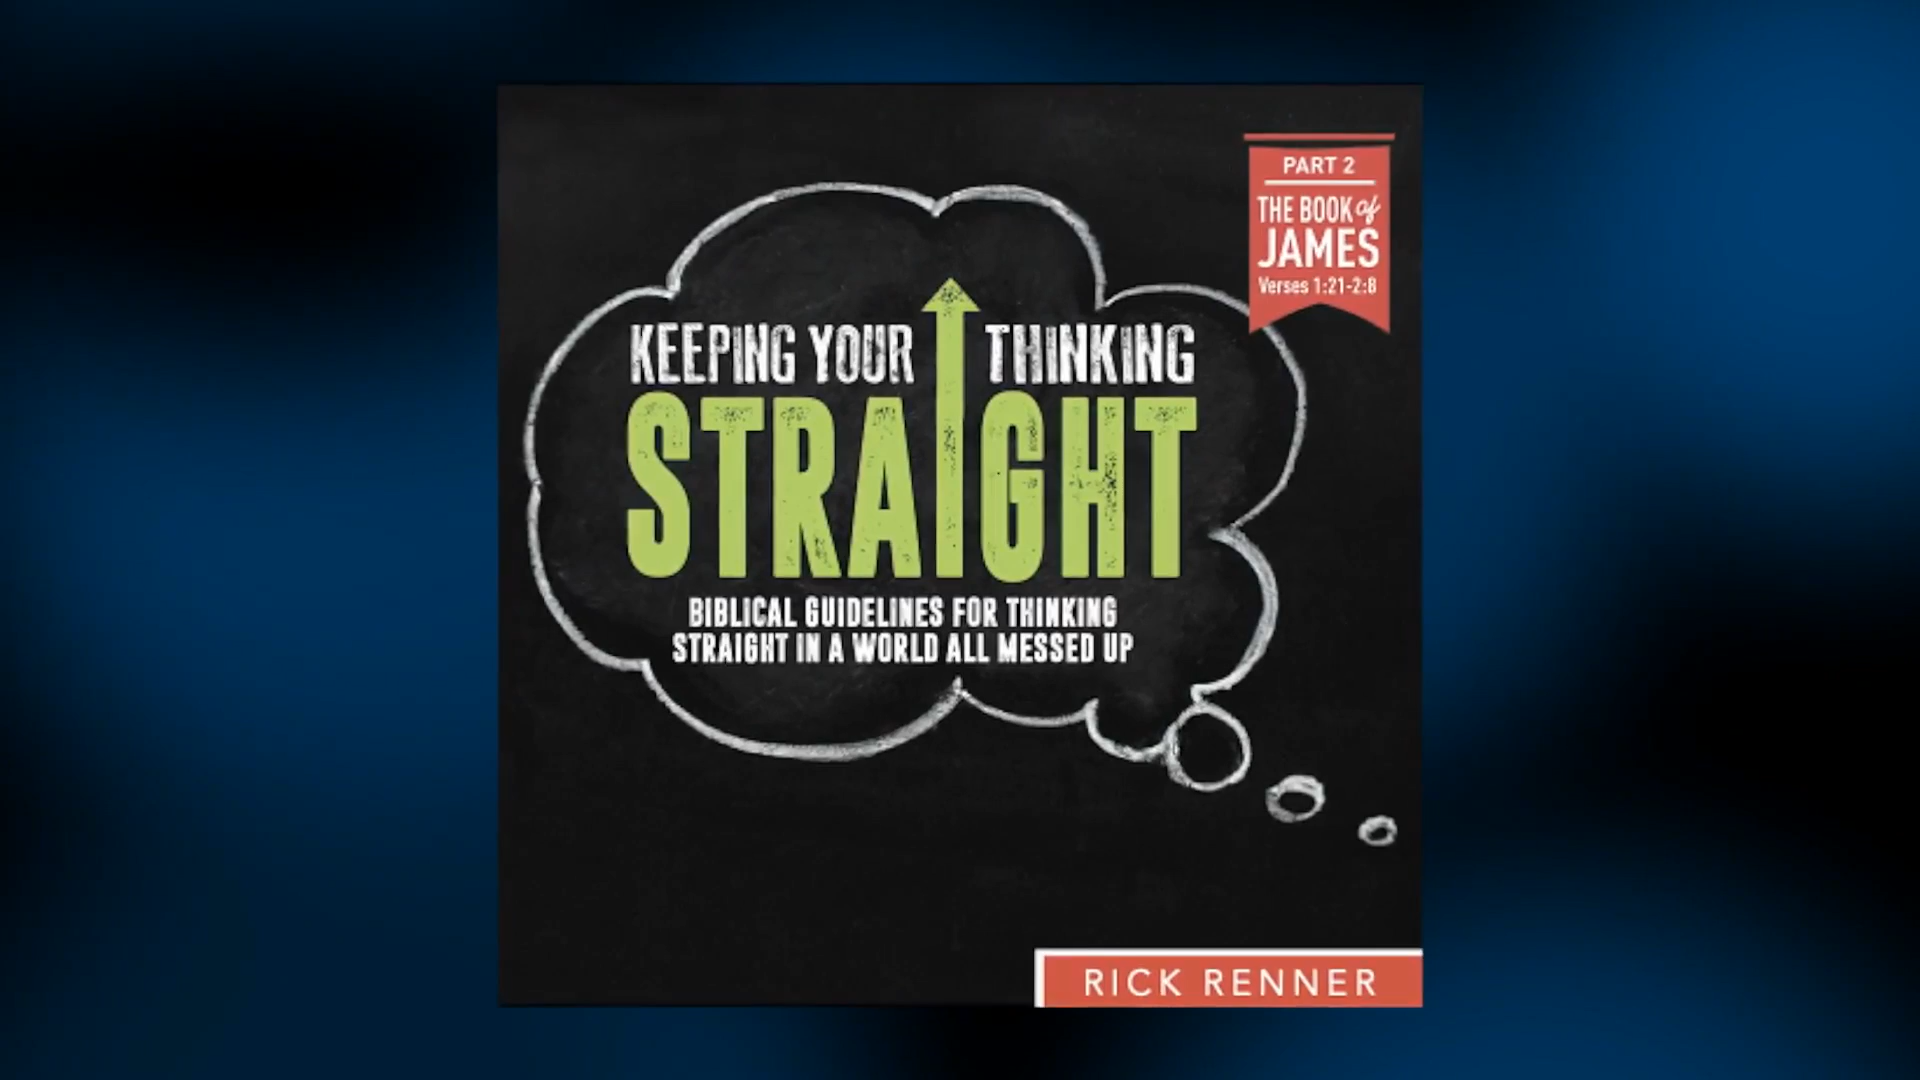 PART 2
THE BOOK of
JAMES
Verses 1:21-2:8
KEEPING YOUR THINKING
STRAIGHT
BIBLICAL GUIDELINES FOR THINKING
STRAIGHT IN A WORLD ALL MESSED UP
RICK RENNER